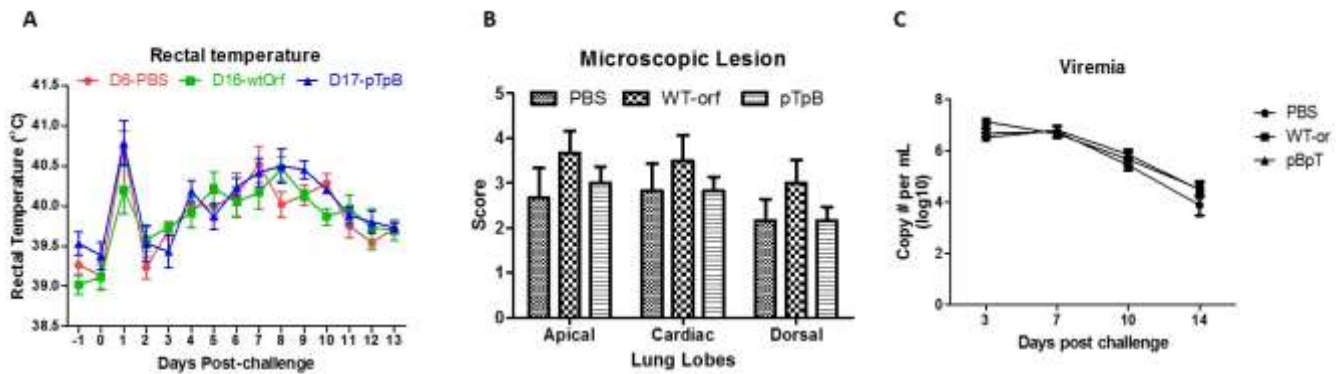 A
Rectal temperature
D6-PBS D16-wtOrf D17-pTpB
41.5
41.0
40.5
40.0
39.5
39.0
38.5
Rectal Temperature (°C)
-1 0 1 2 3 4 5 6 7 8 9 10 11 12 13
Days Post-challenge
B
Microscopic Lesion
PBS WT-orf pTpB
5
4
3
2
1
0
Score
Apical Cardiac Dorsal
Lung Lobes
C
Viremia
8
6
4
2
0
Copy # per mL
(log10)
3 7 10 14
Days post challenge
PBS
WT-or
pBpT